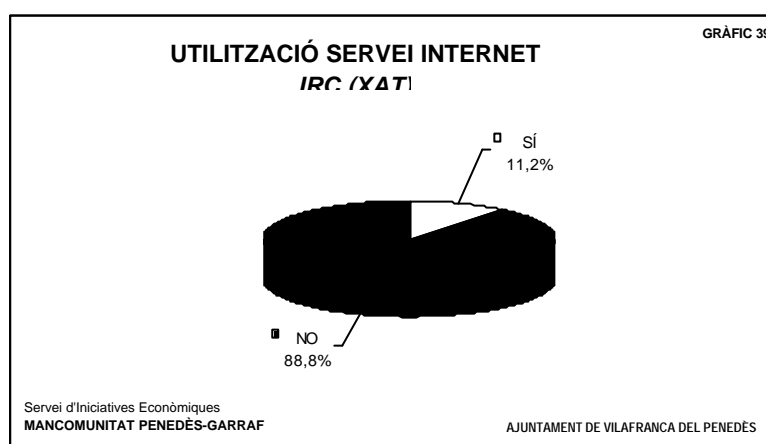 GRÀFIC 39
UTILITZACIÓ SERVEI INTERNET
IRC (XAT)
SÍ
11,2%
NO
88,8%
Servei d'Iniciatives Econòmiques
MANCOMUNITAT PENEDÈS-GARRAF
AJUNTAMENT DE VILAFRANCA DEL PENEDÈS